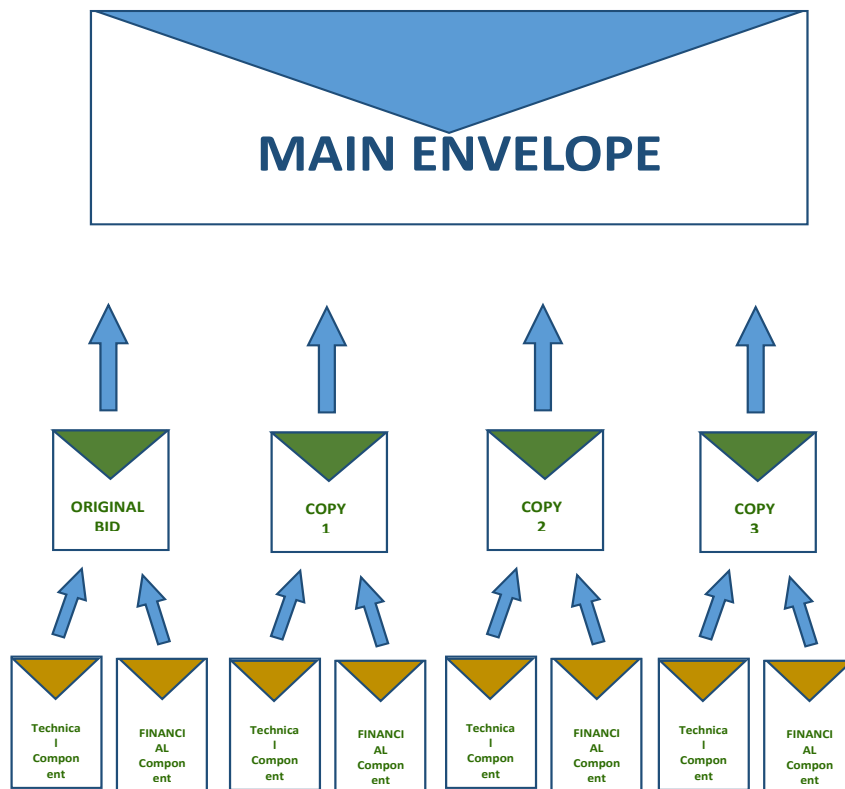 MAIN ENVELOPE
ORIGINAL
BID
COPY
1
COPY
2
COPY
3
Technica
l
Compon
ent
FINANCI
AL
Compon
ent
Technica
l
Compon
ent
FINANCI
AL
Compon
ent
Technica
l
Compon
ent
FINANCI
AL
Compon
ent
Technica
l
Compon
ent
FINANCI
AL
Compon
ent